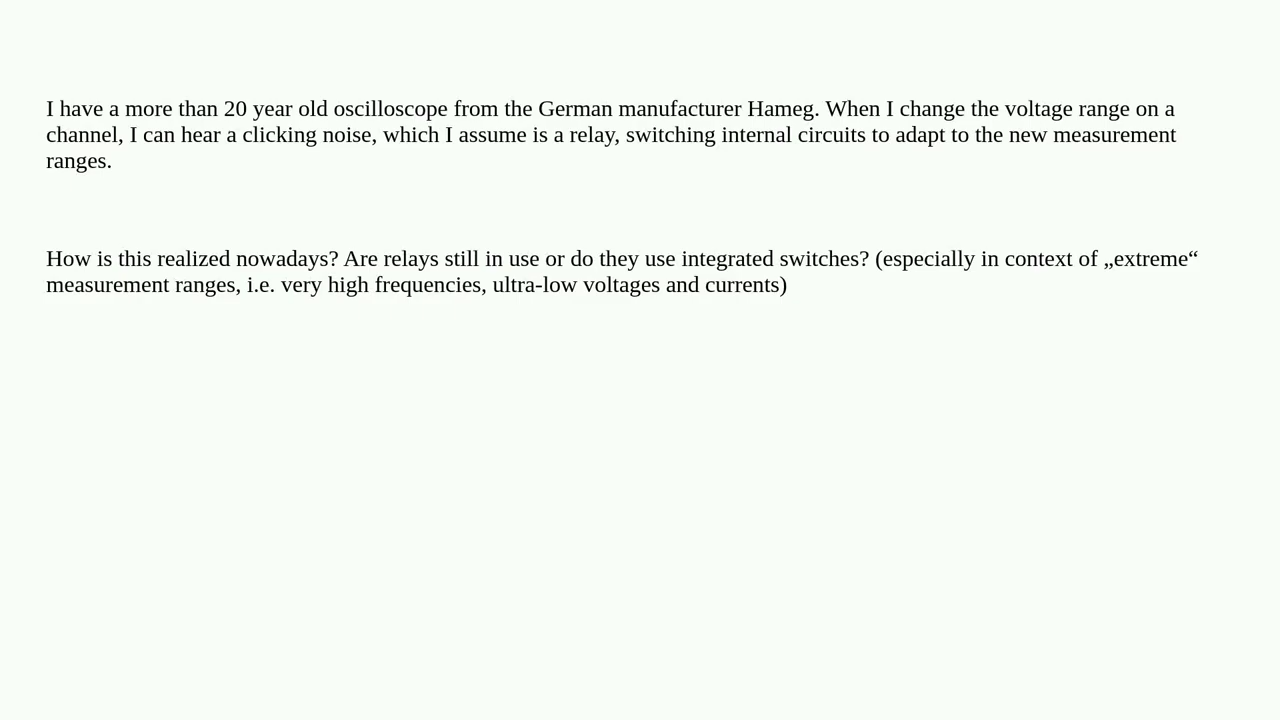 I have a more than 20 year old oscilloscope from the German manufacturer Hameg. When I change the voltage range on a
channel, I can hear a clicking noise, which I assume is a relay, switching internal circuits to adapt to the new measurement
ranges.
How is this realized nowadays? Are relays still in use or do they use integrated switches? (especially in context of „extreme“
measurement ranges, i.e. very high frequencies, ultra-low voltages and currents)